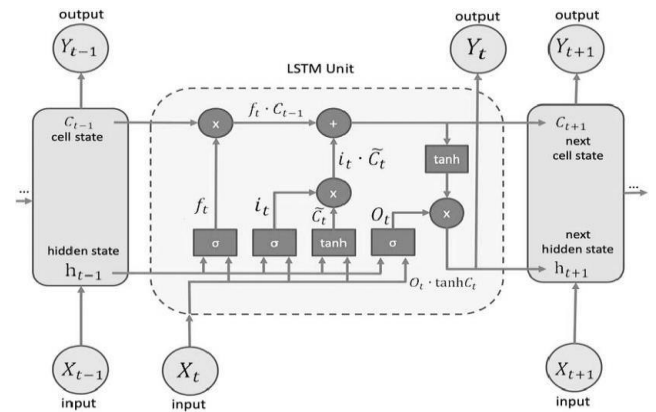 output
output
output
Y_{t-1}
Y_t
Y_{t+1}
LSTM Unit
C_{t-1}
cell state
x
f_t · C_{t-1}
+
C_{t+1}
next
cell state
tanh
i_t · C̃_t
...
f_t
i_t
x
C̃_t
O_t
x
...
σ
σ
tanh
σ
hidden state
h_{t-1}
next
hidden state
h_{t+1}
O_t · tanhC_t
X_{t-1}
X_t
X_{t+1}
input
input
input